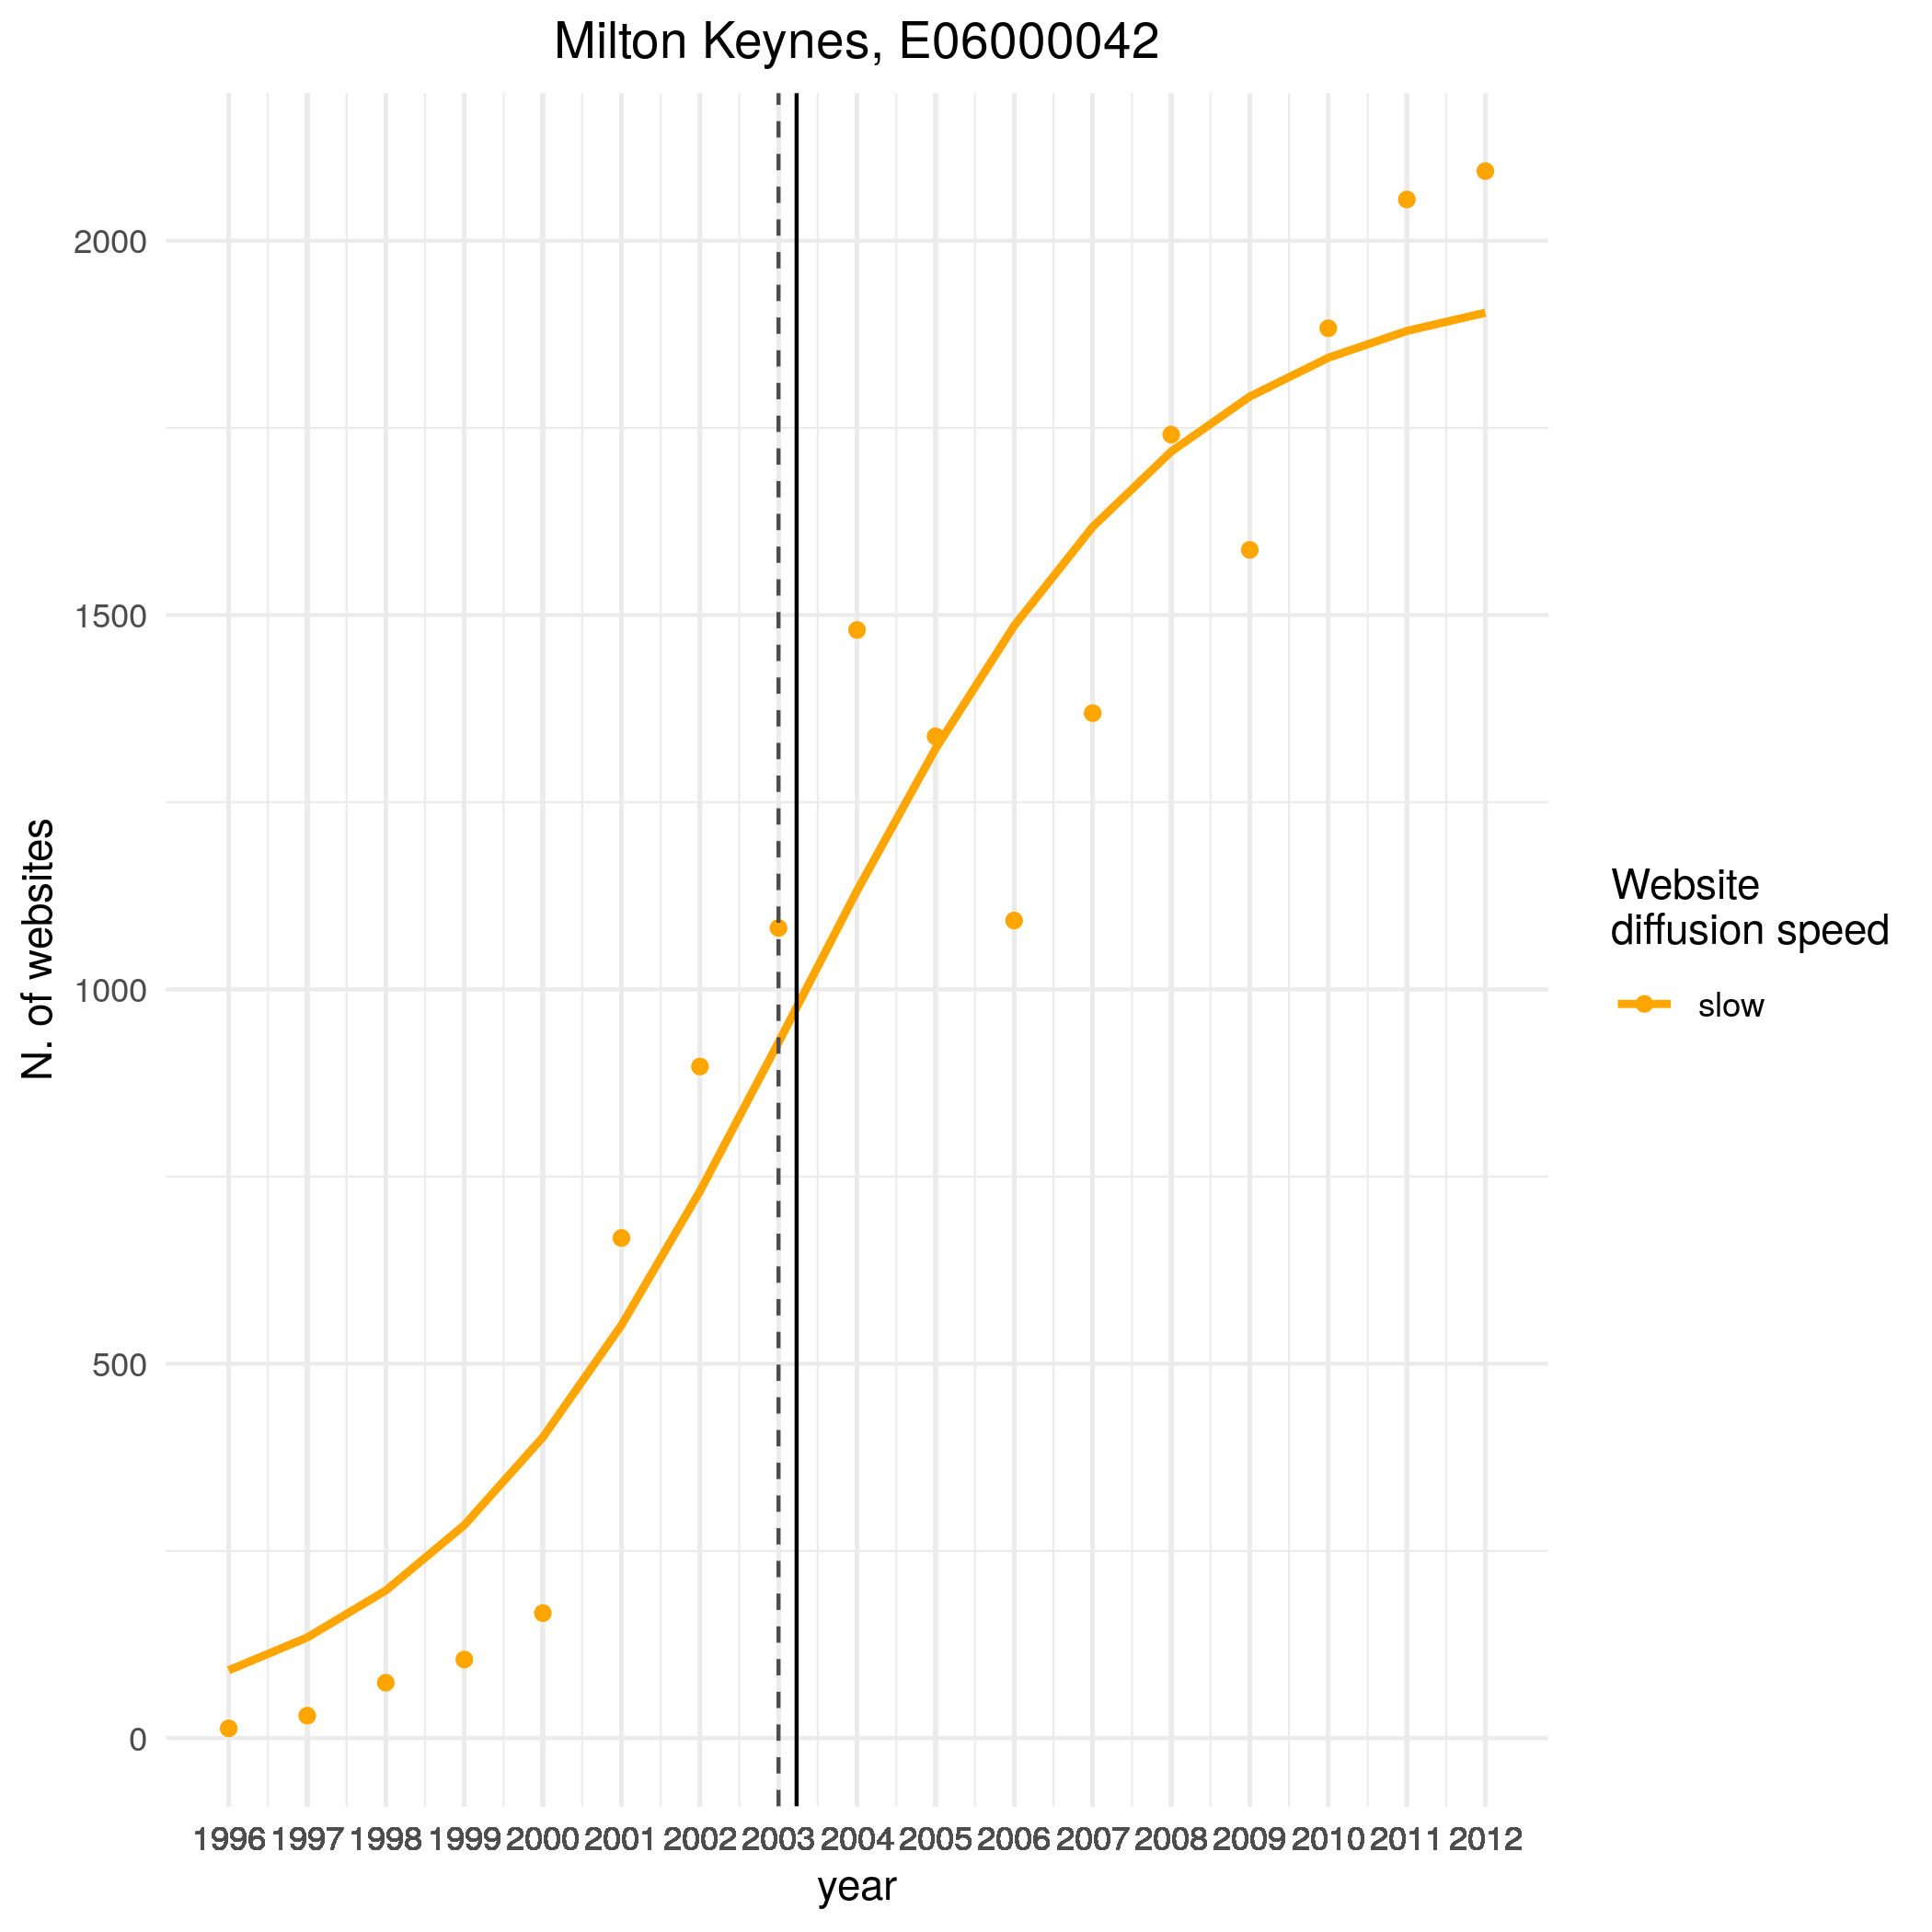 Milton Keynes, E06000042
N. of websites
2000
1500
1000
500
0
1996 1997 1998 1999 2000 2001 2002 2003 2004 2005 2006 2007 2008 2009 2010 2011 2012
year
Website
diffusion speed
slow